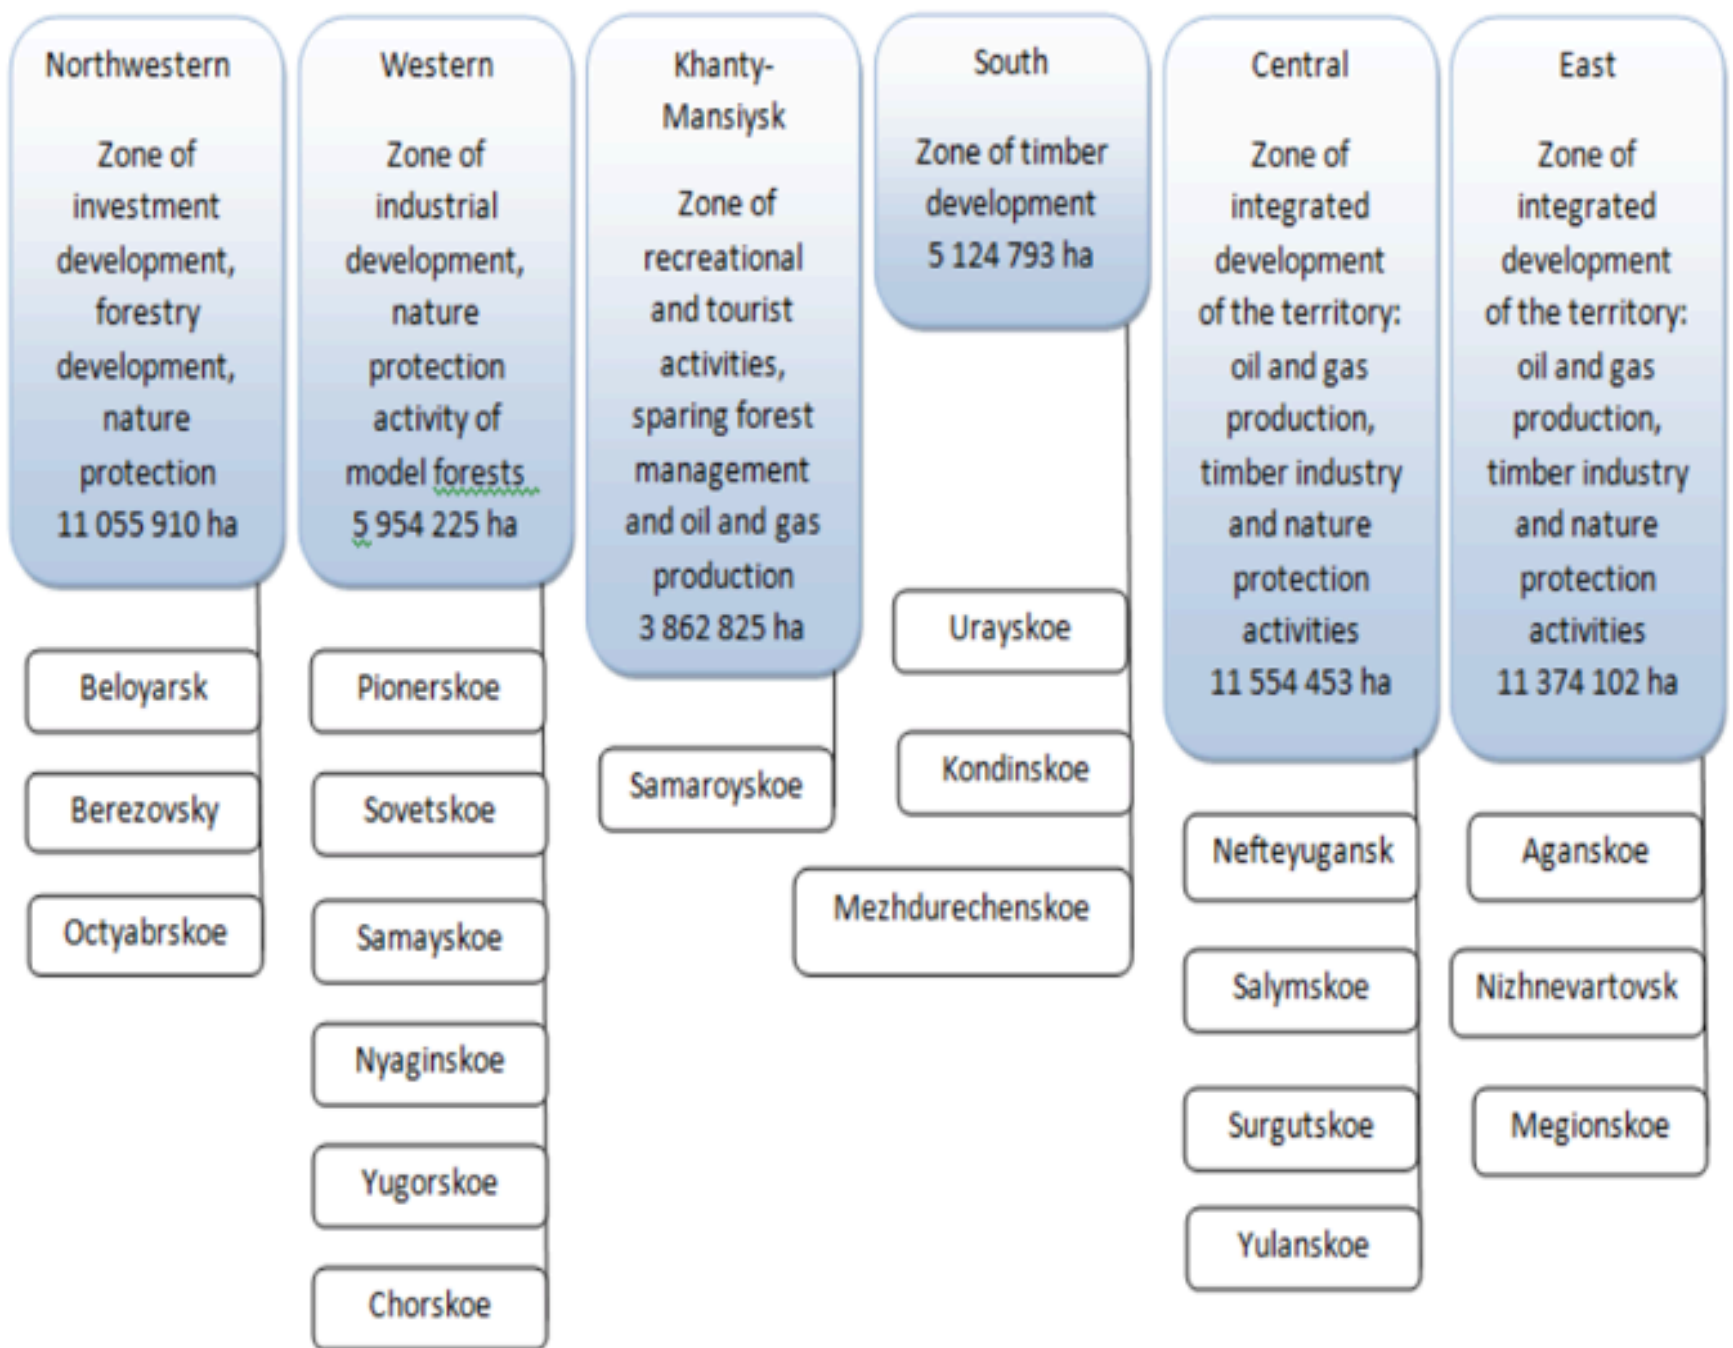 Northwestern
Zone of
investment
development,
forestry
development,
nature
protection
11 055 910 ha
Beloyarsk
Berezovsky
Octyabrskoe
Western
Zone of
industrial
development,
nature
protection
activity of
model forests
5 954 225 ha
Pionerskoe
Sovetskoe
Samayskoe
Nyaginskoe
Yugorskoe
Chorskoe
Khanty-
Mansiysk
Zone of
recreational
and tourist
activities,
sparing forest
management
and oil and gas
production
3 862 825 ha
Samaroyskoe
South
Zone of timber
development
5 124 793 ha
Urayskoe
Kondinskoe
Mezhdurechenskoe
Central
Zone of
integrated
development
of the territory:
oil and gas
production,
timber industry
and nature
protection
activities
11 554 453 ha
Nefteyugansk
Salymskoe
Surgutskoe
Yulanskoe
East
Zone of
integrated
development
of the territory:
oil and gas
production,
timber industry
and nature
protection
activities
11 374 102 ha
Aganskoe
Nizhnevartovsk
Megionskoe